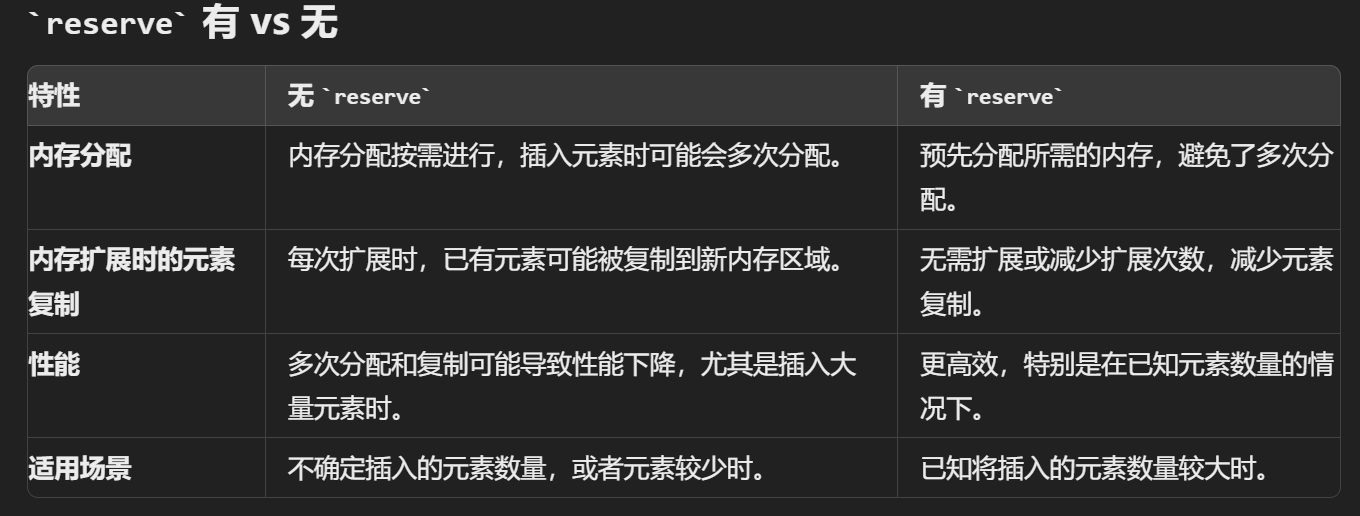 `reserve` 有 vs 无
特性 无 `reserve` 有 `reserve`
内存分配 内存分配按需进行，插入元素时可能会多次分配。 预先分配所需的内存，避免了多次分
配。
内存扩展时的元素 每次扩展时，已有元素可能被复制到新内存区域。 无需扩展或减少扩展次数，减少元素
复制 复制。
性能 多次分配和复制可能导致性能下降，尤其是插入大 更高效，特别是在已知元素数量的情
量元素时。 况下。
适用场景 不确定插入的元素数量，或者元素较少时。 已知将插入的元素数量较大时。